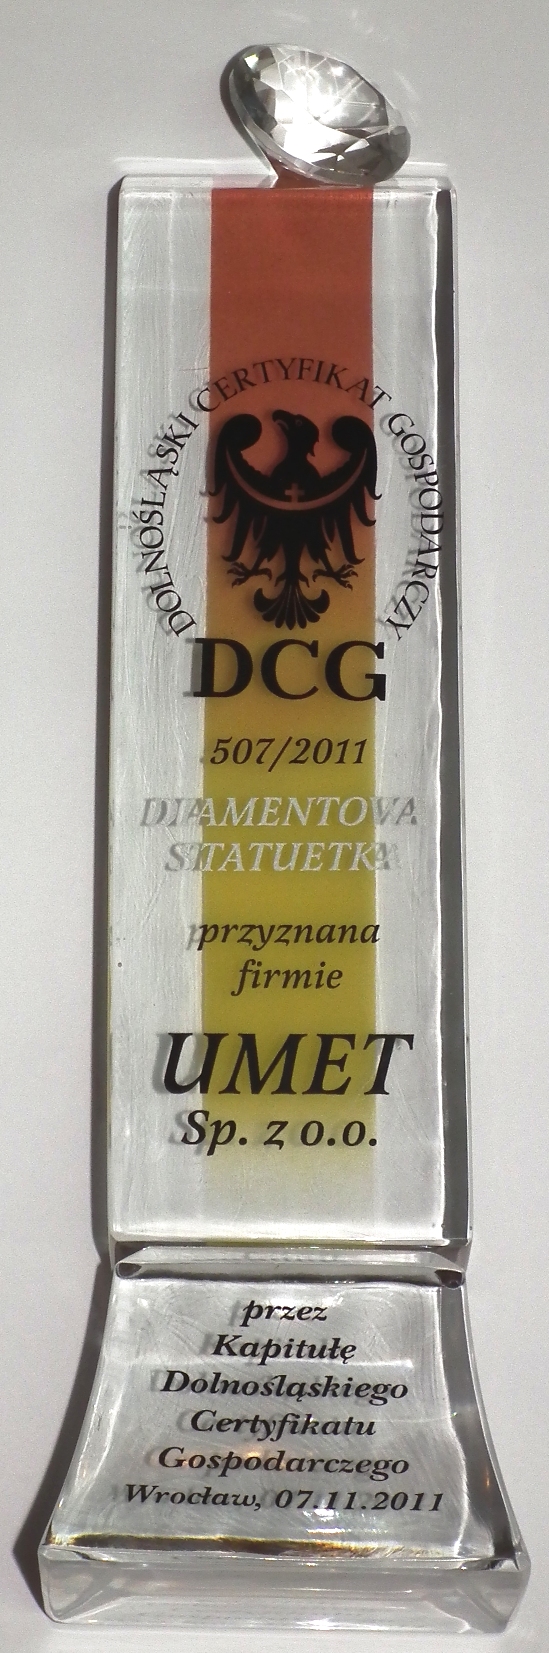 DOLNOŚLĄSKI CERTYFIKAT GOSPODARCZY
DCG
507/2011
DIAMENTOWA
STATUETKA
przyznana
firmie
UMET
Sp. z o.o.
przez
Kapitułę
Dolnośląskiego
Certyfikatu
Gospodarczego
Wrocław, 07.11.2011